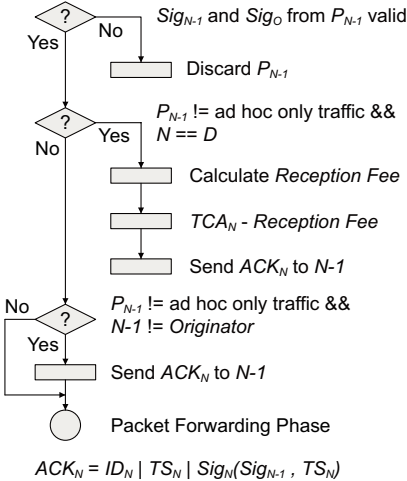 ?
Sig_{N-1} and Sig_O from P_{N-1} valid
Yes
No
Discard P_{N-1}
?
P_{N-1} != ad hoc only traffic &&
N == D
Yes
No
Calculate Reception Fee
TCA_N - Reception Fee
Send ACK_N to N-1
?
P_{N-1} != ad hoc only traffic &&
N-1 != Originator
No
Yes
Send ACK_N to N-1
Packet Forwarding Phase
ACK_N = ID_N | TS_N | Sig_N(Sig_{N-1} , TS_N)